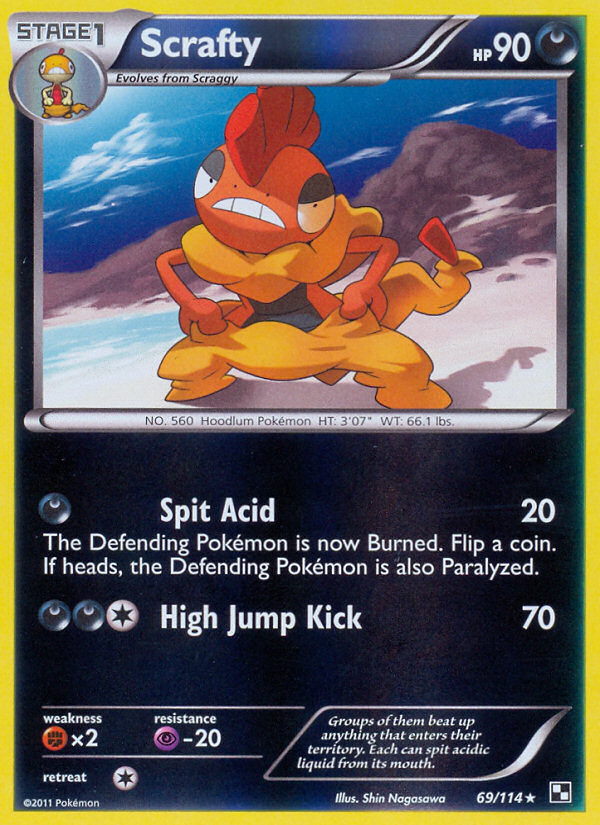 STAGE1
Scrafty
HP90
Evolves from Scraggy
NO. 560 Hoodlum Pokémon HT: 3'07" WT: 66.1 lbs.
Spit Acid 20
The Defending Pokémon is now Burned. Flip a coin.
If heads, the Defending Pokémon is also Paralyzed.
High Jump Kick 70
weakness resistance
×2 -20
retreat
Groups of them beat up
anything that enters their
territory. Each can spit acidic
liquid from its mouth.
©2011 Pokémon Illus. Shin Nagasawa 69/114★